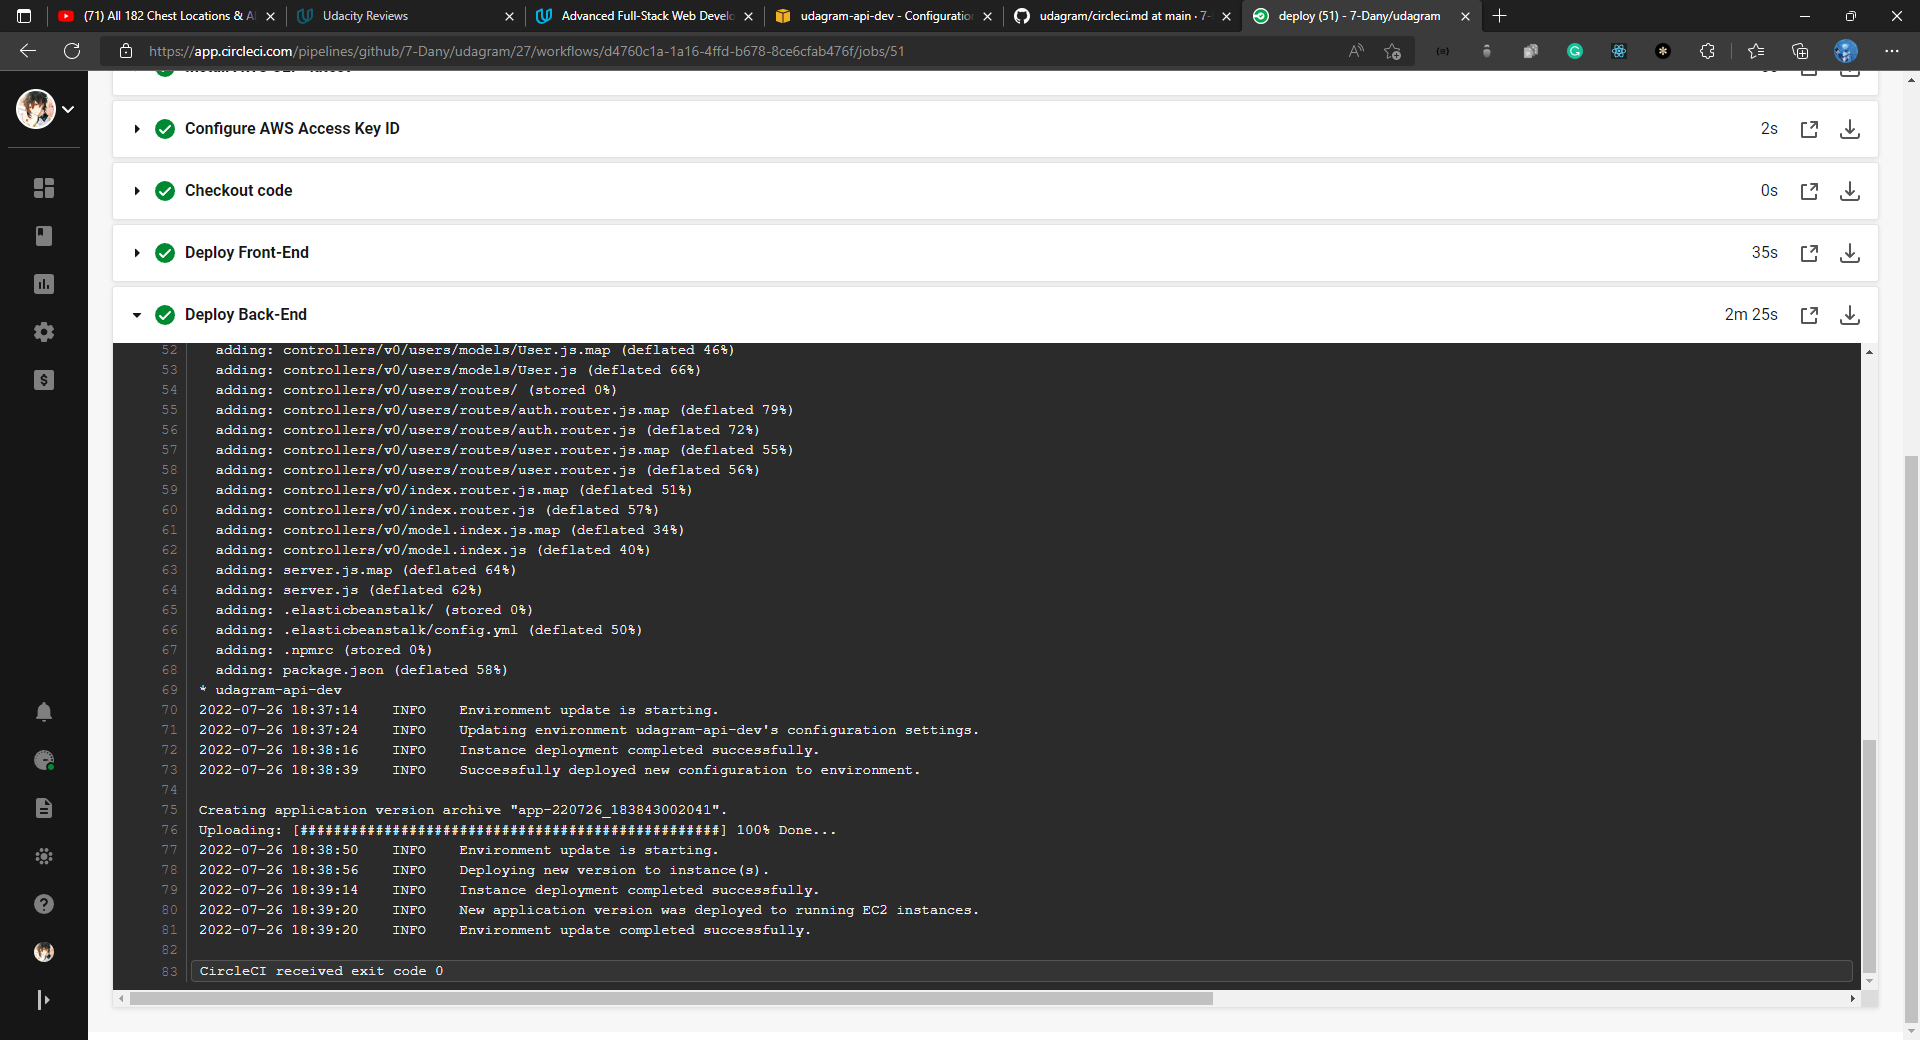 (71) All 182 Chest Locations & Al
Udacity Reviews
Advanced Full-Stack Web Develo
udagram-api-dev - Configuration
udagram/circleci.md at main · 7-
deploy (51) - 7-Dany/udagram
https://app.circleci.com/pipelines/github/7-Dany/udagram/27/workflows/d4760c1a-1a16-4ffd-b678-8ce6cfab476f/jobs/51
Configure AWS Access Key ID
2s
Checkout code
0s
Deploy Front-End
35s
Deploy Back-End
2m 25s
52 adding: controllers/v0/users/models/User.js.map (deflated 46%)
53 adding: controllers/v0/users/models/User.js (deflated 66%)
54 adding: controllers/v0/users/routes/ (stored 0%)
55 adding: controllers/v0/users/routes/auth.router.js.map (deflated 79%)
56 adding: controllers/v0/users/routes/auth.router.js (deflated 72%)
57 adding: controllers/v0/users/routes/user.router.js.map (deflated 55%)
58 adding: controllers/v0/users/routes/user.router.js (deflated 56%)
59 adding: controllers/v0/index.router.js.map (deflated 51%)
60 adding: controllers/v0/index.router.js (deflated 57%)
61 adding: controllers/v0/model.index.js.map (deflated 34%)
62 adding: controllers/v0/model.index.js (deflated 40%)
63 adding: server.js.map (deflated 64%)
64 adding: server.js (deflated 62%)
65 adding: .elasticbeanstalk/ (stored 0%)
66 adding: .elasticbeanstalk/config.yml (deflated 50%)
67 adding: .npmrc (stored 0%)
68 adding: package.json (deflated 58%)
69 * udagram-api-dev
70 2022-07-26 18:37:14 INFO Environment update is starting.
71 2022-07-26 18:37:24 INFO Updating environment udagram-api-dev's configuration settings.
72 2022-07-26 18:38:16 INFO Instance deployment completed successfully.
73 2022-07-26 18:38:39 INFO Successfully deployed new configuration to environment.
74
75 Creating application version archive "app-220726_183843002041".
76 Uploading: [##################################################] 100% Done...
77 2022-07-26 18:38:50 INFO Environment update is starting.
78 2022-07-26 18:38:56 INFO Deploying new version to instance(s).
79 2022-07-26 18:39:14 INFO Instance deployment completed successfully.
80 2022-07-26 18:39:20 INFO New application version was deployed to running EC2 instances.
81 2022-07-26 18:39:20 INFO Environment update completed successfully.
82
83 CircleCI received exit code 0